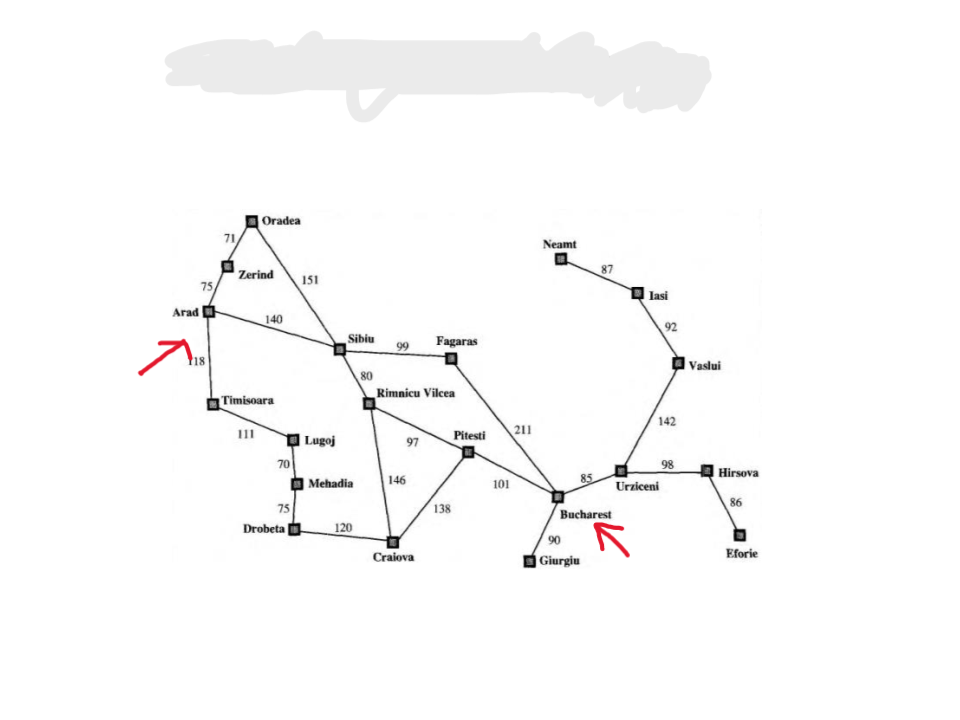 Oradea
Neamt
71
87
Zerind
151
Iasi
75
Arad
140
92
Sibiu
Fagaras
99
118
Vaslui
80
Rimnicu Vilcea
Timisoara
142
111
211
Lugoj
97
Pitesti
70
98
Hirsova
Mehadia
146
101
85
Urziceni
75
138
86
Bucharest
Drobeta
120
90
Craiova
Giurgiu
Eforie